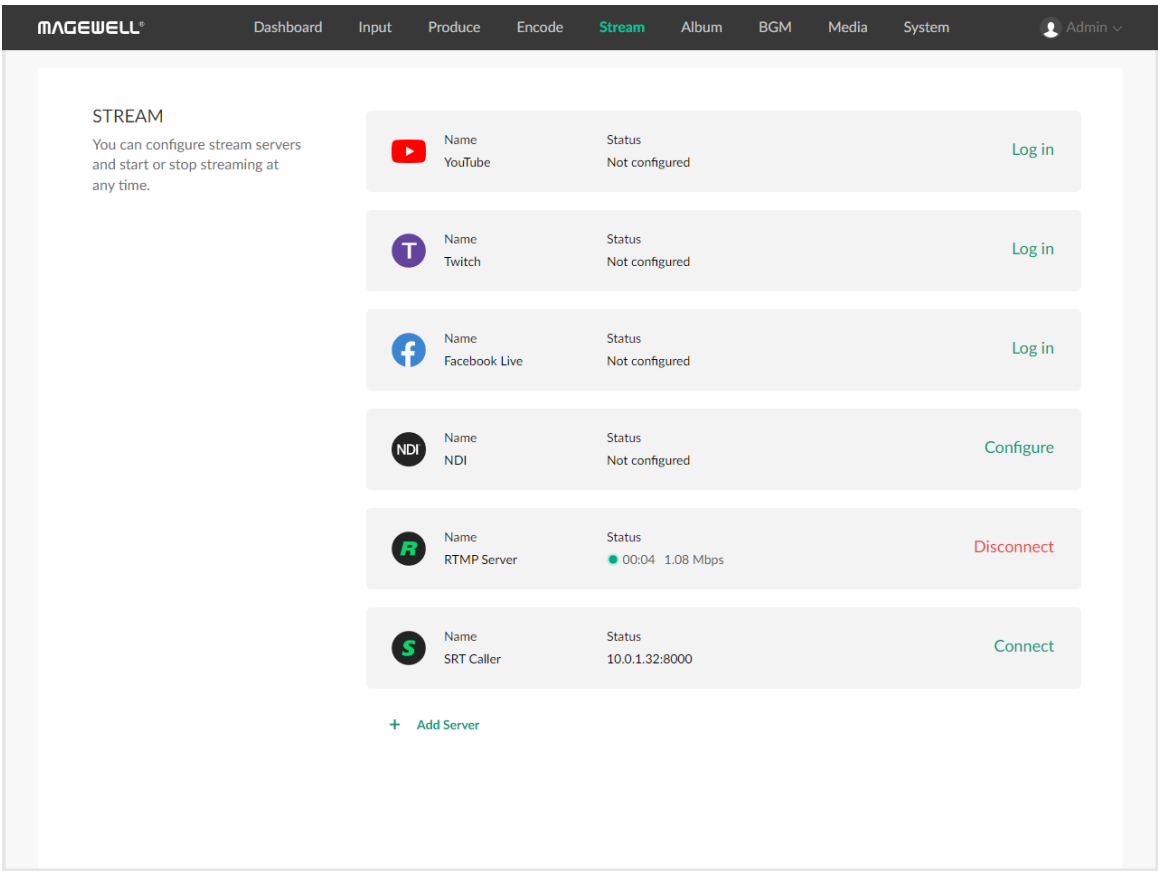 MAGEWELL®
Dashboard Input Produce Encode Stream Album BGM Media System Admin
STREAM
You can configure stream servers
and start or stop streaming at
any time.
Name Status
YouTube Not configured
Log in
T
Name Status
Twitch Not configured
Log in
f
Name Status
Facebook Live Not configured
Log in
NDI
Name Status
NDI Not configured
Configure
R
Name Status
RTMP Server 00:04 1.08 Mbps
Disconnect
S
Name Status
SRT Caller 10.0.1.32:8000
Connect
+ Add Server